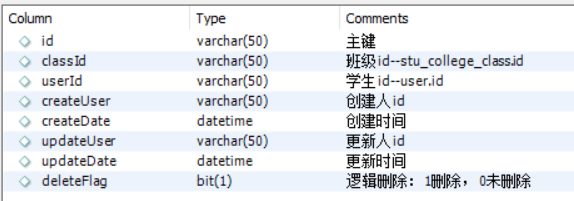 Column Type Comments
id varchar(50) 主键
classId varchar(50) 班级id--stu_college_class.id
userId varchar(50) 学生id--user.id
createUser varchar(50) 创建人id
createDate datetime 创建时间
updateUser varchar(50) 更新人id
updateDate datetime 更新时间
deleteFlag bit(1) 逻辑删除：1删除，0未删除